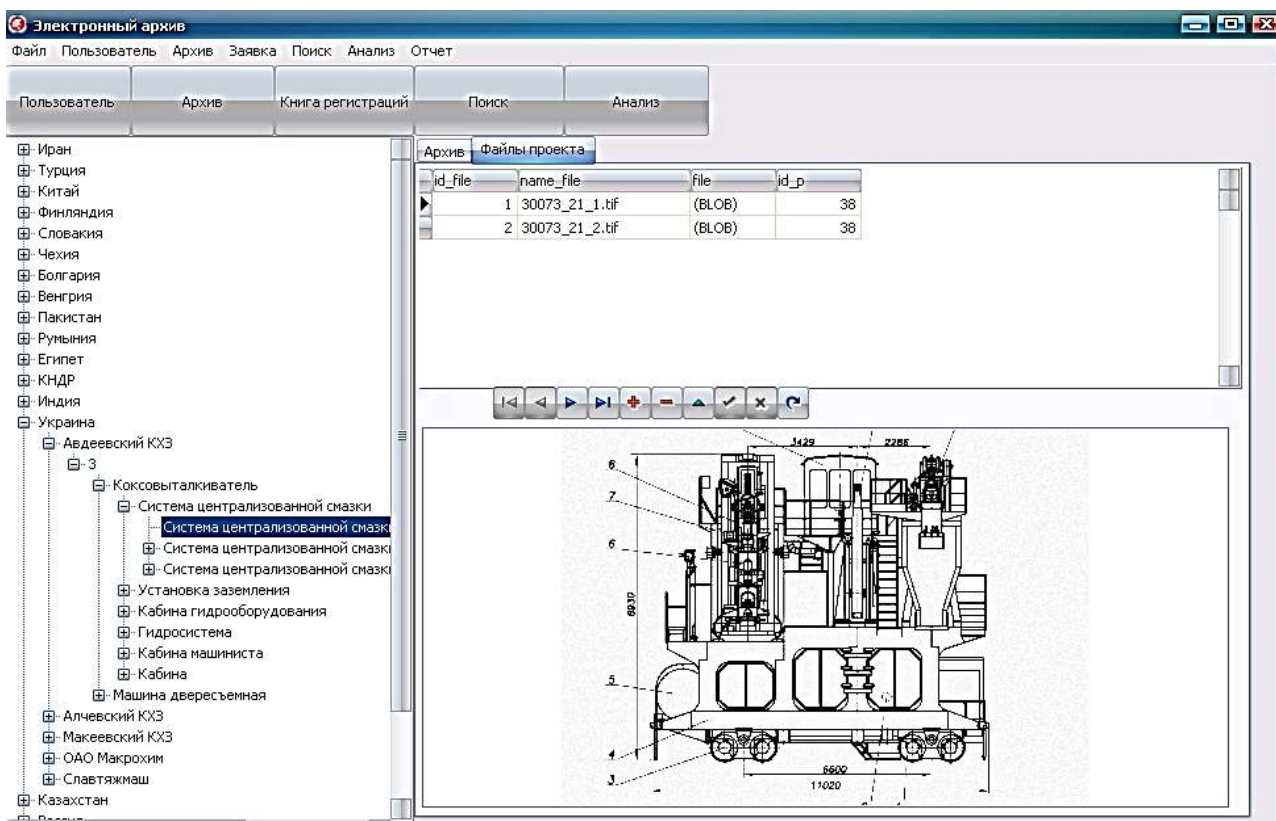 Электронный архив
Файл Пользователь Архив Заявка Поиск Анализ Отчет
Пользователь Архив Книга регистраций Поиск Анализ
Иран
Турция
Китай
Финляндия
Словакия
Чехия
Болгария
Венгрия
Пакистан
Румыния
Египет
КНДР
Индия
Украина
Авдеевский КХЗ
3
Коксовыталкиватель
Система централизованной смазки
Система централизованной смазк
Система централизованной смазк
Система централизованной смазк
Установка заземления
Кабина гидрооборудования
Гидросистема
Кабина машиниста
Кабина
Машина двересъемная
Алчевский КХЗ
Макеевский КХЗ
ОАО Макрохим
Славтяжмаш
Казахстан
Архив Файлы проекта
id_file name_file file id_p
1 30073_21_1.tif (BLOB) 38
2 30073_21_2.tif (BLOB) 38
3429 2286
6
7
6
6930
5
4
3
6600
11020